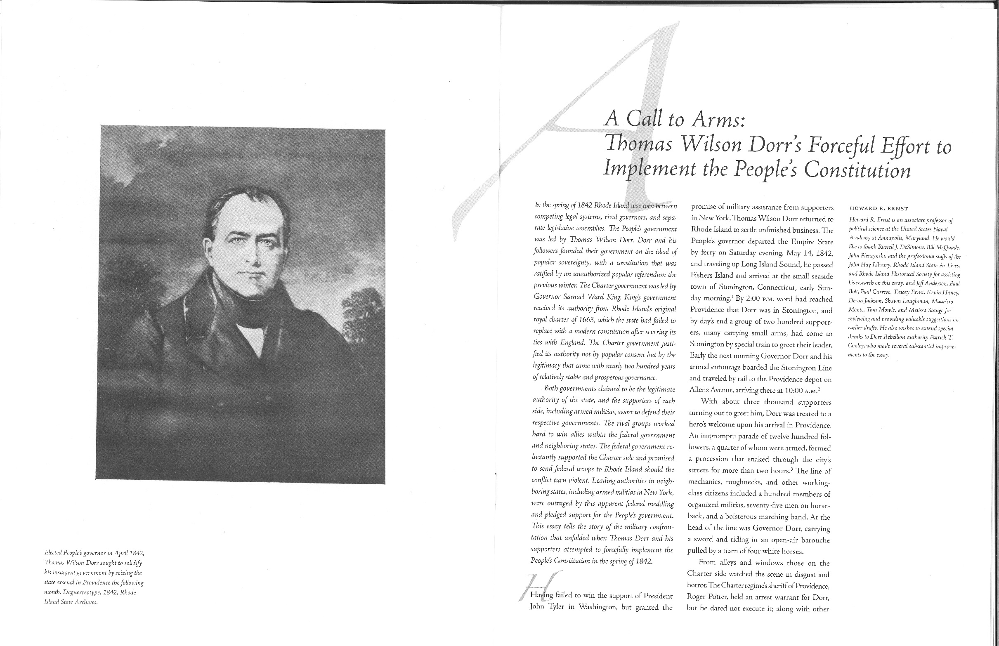 Elected People's governor in April 1842,
Thomas Wilson Dorr sought to solidify
his insurgent government by seizing the
state arsenal in Providence the following
month. Daguerreotype, 1842, Rhode
Island State Archives.
A
A Call to Arms:
Thomas Wilson Dorr's Forceful Effort to
Implement the People's Constitution
In the spring of 1842 Rhode Island was torn between
competing legal systems, rival governors, and sepa-
rate legislative assemblies. The People's government
was led by Thomas Wilson Dorr. Dorr and his
followers founded their government on the ideal of
popular sovereignty, with a constitution that was
ratified by an unauthorized popular referendum the
previous winter. The Charter government was led by
Governor Samuel Ward King. King's government
received its authority from Rhode Island's original
royal charter of 1663, which the state had failed to
replace with a modern constitution after severing its
ties with England. The Charter government justi-
fied its authority not by popular consent but by the
legitimacy that came with nearly two hundred years
of relatively stable and prosperous governance.
Both governments claimed to be the legitimate
authority of the state, and the supporters of each
side, including armed militias, swore to defend their
respective governments. The rival groups worked
hard to win allies within the federal government
and neighboring states. The federal government re-
luctantly supported the Charter side and promised
to send federal troops to Rhode Island should the
conflict turn violent. Leading authorities in neigh-
boring states, including armed militias in New York,
were outraged by this apparent federal meddling
and pledged support for the People's government.
This essay tells the story of the military confron-
tation that unfolded when Thomas Dorr and his
supporters attempted to forcefully implement the
People's Constitution in the spring of 1842.
H
Having failed to win the support of President
John Tyler in Washington, but granted the
promise of military assistance from supporters
in New York, Thomas Wilson Dorr returned to
Rhode Island to settle unfinished business. The
People's governor departed the Empire State
by ferry on Saturday evening, May 14, 1842,
and traveling up Long Island Sound, he passed
Fishers Island and arrived at the small seaside
town of Stonington, Connecticut, early Sun-
day morning.1 By 2:00 P.M. word had reached
Providence that Dorr was in Stonington, and
by day's end a group of two hundred support-
ers, many carrying small arms, had come to
Stonington by special train to greet their leader.
Early the next morning Governor Dorr and his
armed entourage boarded the Stonington Line
and traveled by rail to the Providence depot on
Allens Avenue, arriving there at 10:00 A.M.2
With about three thousand supporters
turning out to greet him, Dorr was treated to a
hero's welcome upon his arrival in Providence.
An impromptu parade of twelve hundred fol-
lowers, a quarter of whom were armed, formed
a procession that snaked through the city's
streets for more than two hours.3 The line of
mechanics, roughnecks, and other working-
class citizens included a hundred members of
organized militias, seventy-five men on horse-
back, and a boisterous marching band. At the
head of the line was Governor Dorr, carrying
a sword and riding in an open-air barouche
pulled by a team of four white horses.
From alleys and windows those on the
Charter side watched the scene in disgust and
horror. The Charter regime's sheriff of Providence,
Roger Potter, held an arrest warrant for Dorr,
but he dared not execute it; along with other
HOWARD R. ERNST
Howard R. Ernst is an associate professor of
political science at the United States Naval
Academy at Annapolis, Maryland. He would
like to thank Russell J. DeSimone, Bill McQuade,
John Pierzynski, and the professional staffs of the
John Hay Library, Rhode Island State Archives,
and Rhode Island Historical Society for assisting
his research on this essay, and Jeff Anderson, Paul
Bolt, Paul Carrese, Tracey Ernst, Kevin Haney,
Deron Jackson, Shawn Loughman, Mauricio
Monte, Tom Mowle, and Melissa Stango for
reviewing and providing valuable suggestions on
earlier drafts. He also wishes to extend special
thanks to Dorr Rebellion authority Patrick T.
Conley, who made several substantial improve-
ments to the essay.